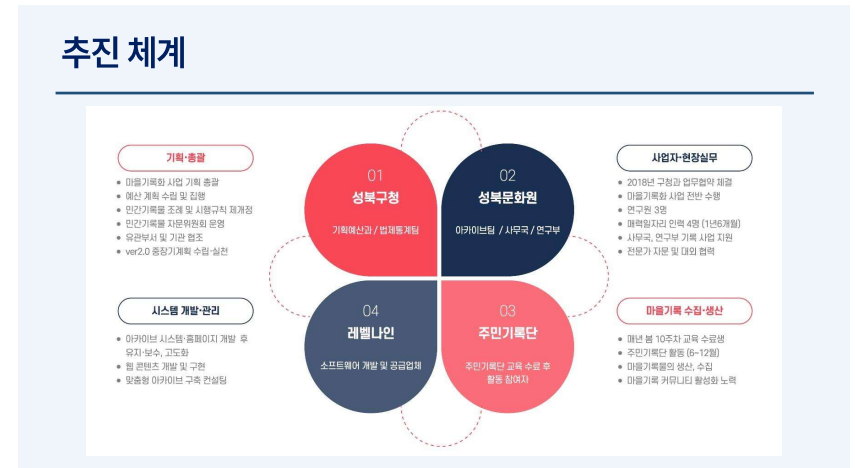 추진 체계
기획·총괄
• 마을기록화 사업 기획 총괄
• 예산 계획 수립 및 집행
• 민간기록물 조례 및 시행규칙 제개정
• 민간기록물 자문위원회 운영
• 유관부서 및 기관 협조
• ver2.0 중장기계획 수립·실천
01
성북구청
기획예산과 / 법제통계팀
02
성북문화원
아카이브팀 / 사무국 / 연구부
사업자·현장실무
• 2018년 구청과 업무협약 체결
• 마을기록화 사업 전반 수행
• 연구원 3명
• 매력일자리 인력 4명 (1년6개월)
• 사무국, 연구부 기록 사업 지원
• 전문가 자문 및 대외 협력
시스템 개발·관리
• 아카이브 시스템·홈페이지 개발 후
유지·보수, 고도화
• 웹 콘텐츠 개발 및 구현
• 맞춤형 아카이브 구축 컨설팅
04
레벨나인
소프트웨어 개발 및 공급업체
03
주민기록단
주민기록단 교육 수료 후
활동 참여자
마을기록 수집·생산
• 매년 봄 10주차 교육 수료생
• 주민기록단 활동 (6~12월)
• 마을기록물의 생산, 수집
• 마을기록 커뮤니티 활성화 노력